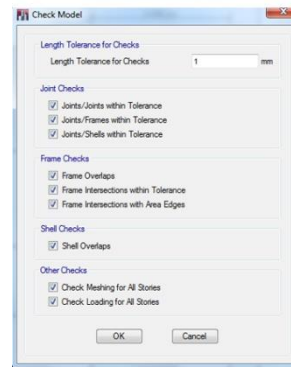 Check Model
Length Tolerance for Checks
Length Tolerance for Checks 1 mm
Joint Checks
Joints/Joints within Tolerance
Joints/Frames within Tolerance
Joints/Shells within Tolerance
Frame Checks
Frame Overlaps
Frame Intersections within Tolerance
Frame Intersections with Area Edges
Shell Checks
Shell Overlaps
Other Checks
Check Meshing for All Stories
Check Loading for All Stories
OK Cancel